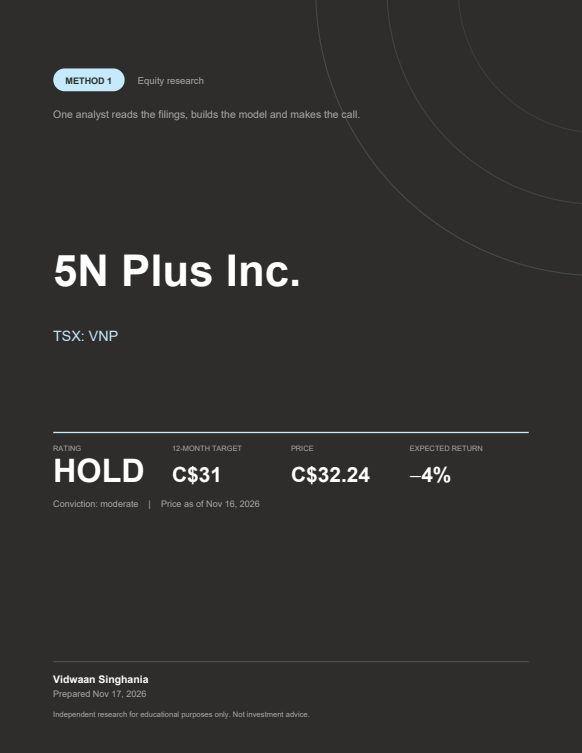 METHOD 1 Equity research
One analyst reads the filings, builds the model and makes the call.
5N Plus Inc.
TSX: VNP
RATING 12-MONTH TARGET PRICE EXPECTED RETURN
HOLD C$31 C$32.24 –4%
Conviction: moderate | Price as of Nov 16, 2026
Vidwaan Singhania
Prepared Nov 17, 2026
Independent research for educational purposes only. Not investment advice.